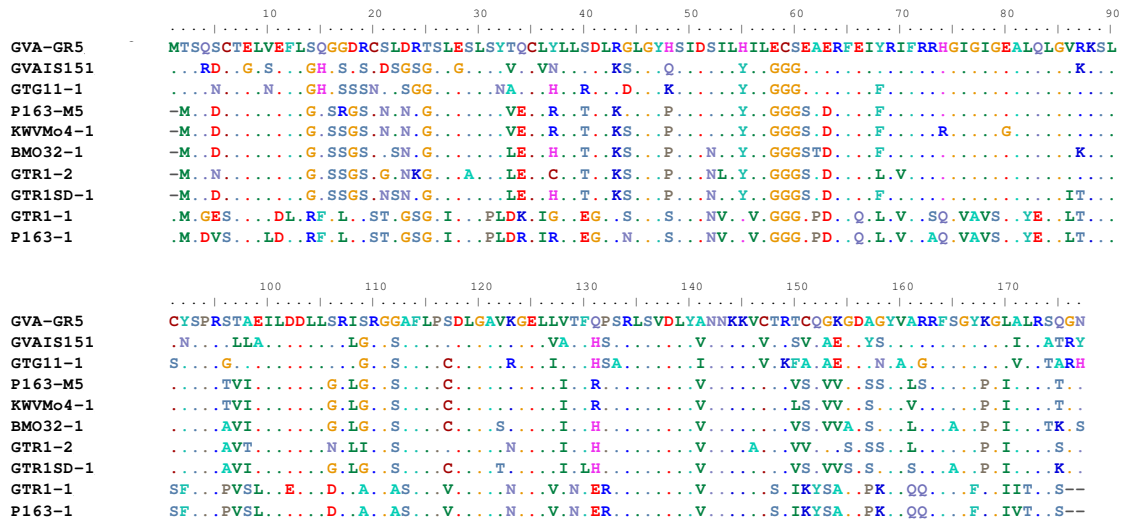 10 20 30 40 50 60 70 80 90
GVA-GR5 MTSQSCTELVEFLSQGGDRCSLDRTSLESLSYTQCLYLLSDLRGLGYHSIDSILHILECSEAERFEIYRIFRRHGIGIGEALQLGVRKSL
GVAIS151 ...RD..G.S...GH.S.S.DSGSG..G....V..VN.....KS...Q......Y..GGG..........................K...
GTG11-1 ....N....N...GH.SSSN..SGG......NA...H..R...D...K......Y..GGG.......F......................
P163-M5 -M..D........G.SRGS.N.N.G.......VE..R..T..K....P......Y..GGGS.D....F......................
KWVMo4-1 -M..D........G.SSGS.N.N.G.......VE..R..T..KS...P......Y..GGGS.D....F.....R.....G..........
BMO32-1 -M..D........G.SSGS..SN.G.......LE..H..T..KS...P...N..Y..GGGSTD....F..................K...
GTR1-2 -M..N........G.SSGS.G.NKG...A...LE..C..T..KS...P...NL.Y..GGGS.D....L.V....................
GTR1SD-1 -M..D........G.SSGS.NSN.G.......LE..H..T..KS...P...N..Y..GGGS.D....F.................IT...
GTR1-1 .M.GES....DL.RF.L..ST.GSG.I...PLDK.IG..EG..S...S...NV..V.GGG.PD..Q.L.V..SQ.VAVS..YE..LT...
P163-1 .M.DVS...LD..RF.L..ST.GSG.I...PLDR.IR..EG..N...S...NV..V.GGG.PD..Q.L.V..AQ.VAVS..YE..LT...
100 110 120 130 140 150 160 170
GVA-GR5 CYSPRSTAEILDDLLSRISRGGAFLPSDLGAVKGELLVTFQPSRLSVDLYANNKKVCTRTCQGKGDAGYVARRFSGYKGLALRSQGN
GVAIS151 .N....LLA........LG..S..............VA..HS........V.....V..SV.AE..YS............I..ATRY
GTG11-1 S....G............G..S....C.....R...I...HSA.......I.....V.KFA.AE...N.A.G........V..TARH
P163-M5 .....TVI.......G..G..S....C..........I..R.........V........VS.VV..SS..LS.....P.I....T..
KWVMo4-1 .....TVI.......G.LG..S....C..........I..R.........V........LS.VV..S...V......P.I....T..
BMO32-1 .....AVI.......G.LG..S....C....S.....I..H.........V........VS.VVA.S...L...A..P.I...TK.S
GTR1-2 .....AVT.......N.LI..S..........N....I..H.........V....A...VV...S.SS..L......P.I....S..
GTR1SD-1 .....AVI.......G.LG..S....C....T.....I.LH.........V........VS.VV..S...S...A..P.I....K..
GTR1-1 SF...PVSL..E...D..A..AS...V.....N...V.N.ER........V......S.IKYSA..PK..QQ....F..IIT..S--
P163-1 SF...PVSL......D..A..AS...V.....N...V.N.ER........V......S.IKYSA..PK..QQ....F..IVT..S--